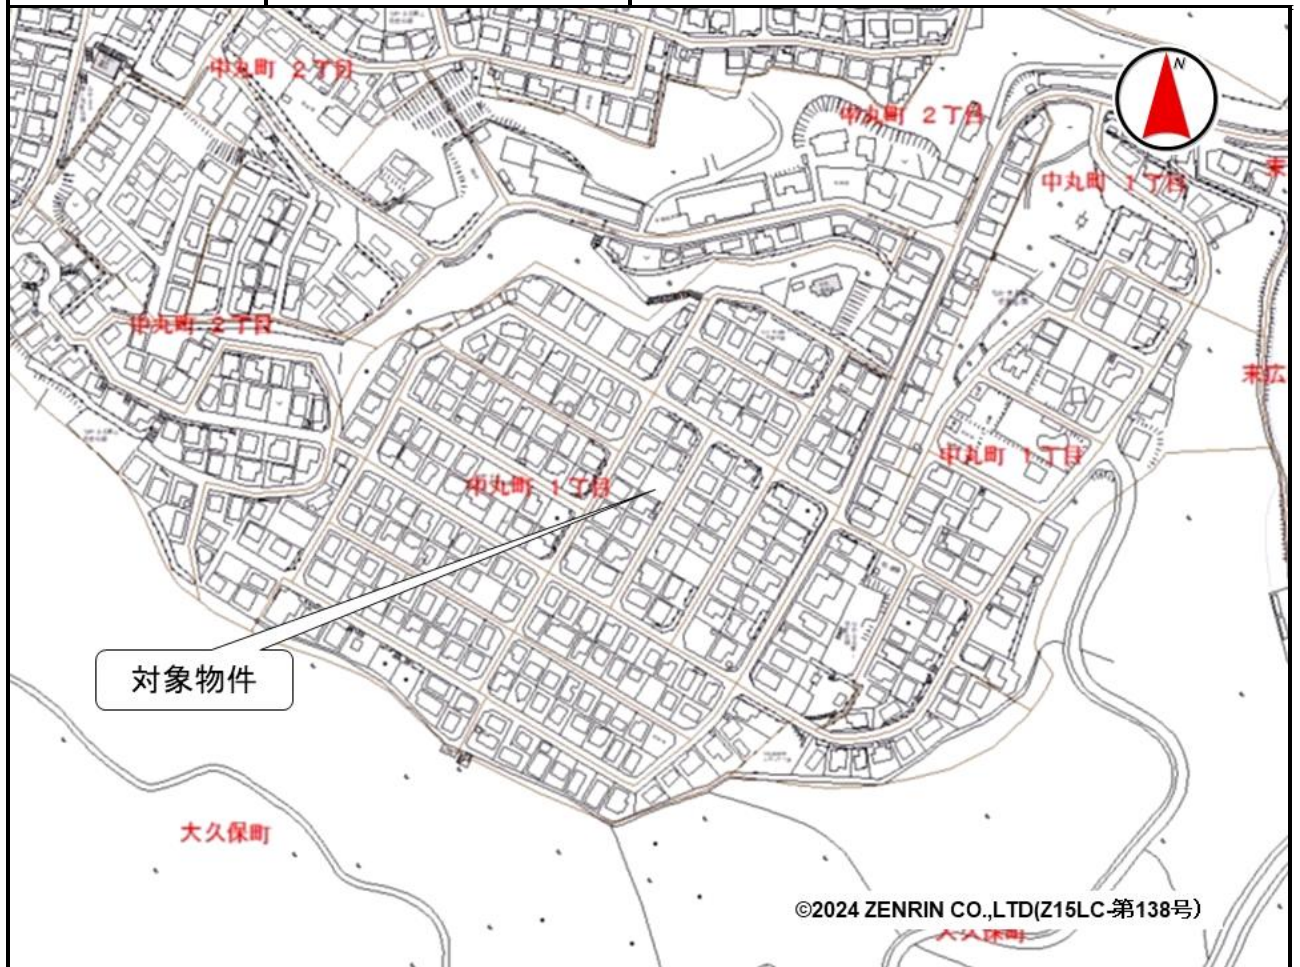 中丸町 2丁目
N
中丸町 2丁目
中丸町 1丁目
末
中丸町 2丁目
末広
中丸町 1丁目
中丸町 1丁目
対象物件
大久保町
©2024 ZENRIN CO.,LTD(Z15LC-第138号)
大久保町